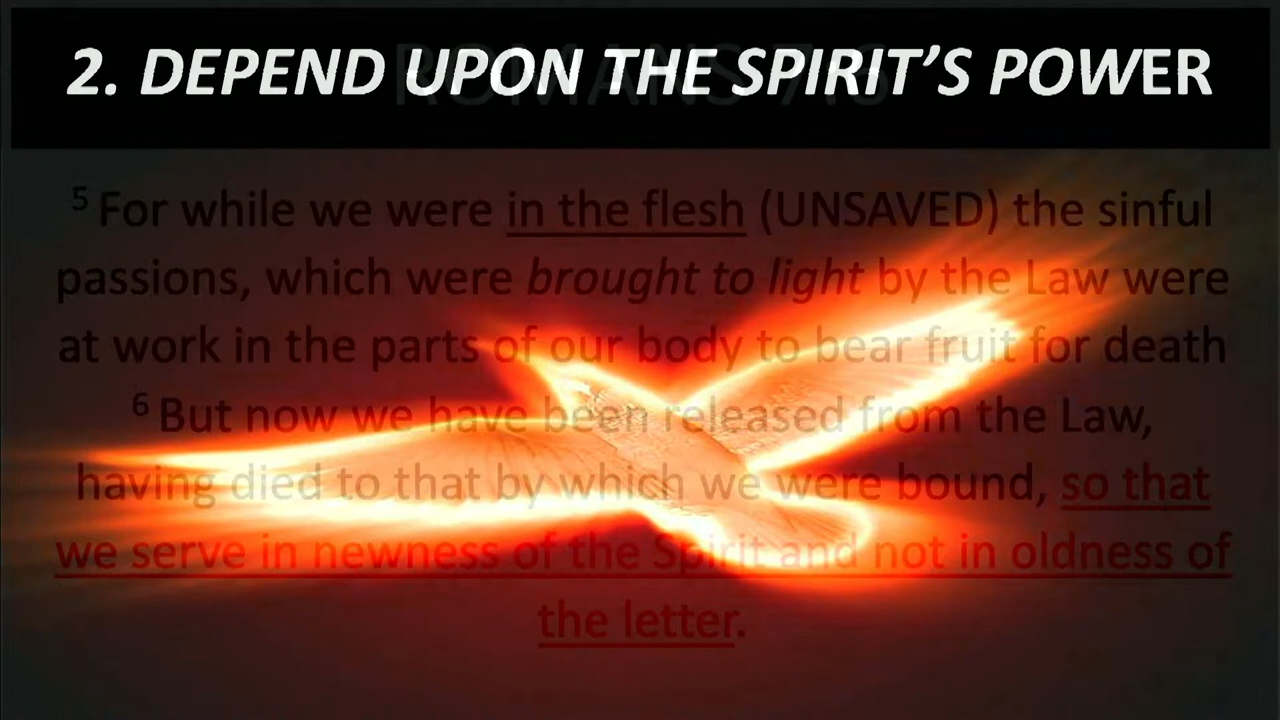 2. DEPEND UPON THE SPIRIT’S POWER
ROMANS 7:6
5 For while we were in the flesh (UNSAVED) the sinful
passions, which were brought to light by the Law were
at work in the parts of our body to bear fruit for death
6 But now we have been released from the Law,
having died to that by which we were bound, so that
we serve in newness of the Spirit and not in oldness of
the letter.